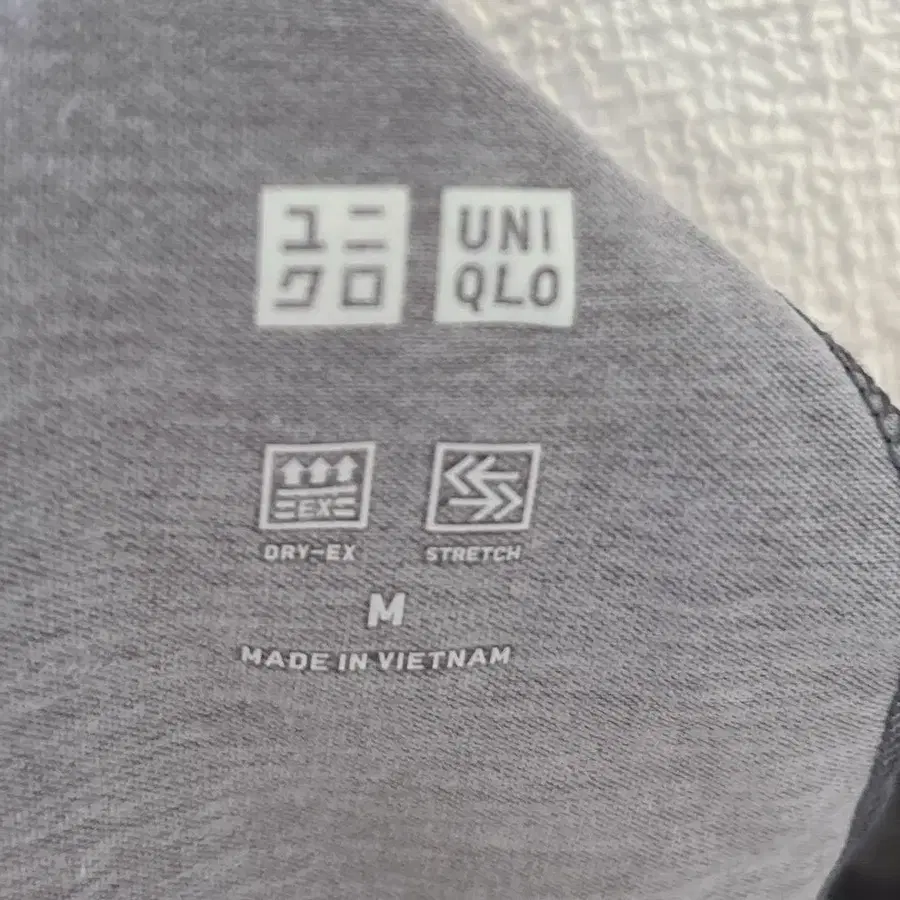 ユニ UNI
クロ QLO
EX
DRY-EX STRETCH
M
MADE IN VIETNAM